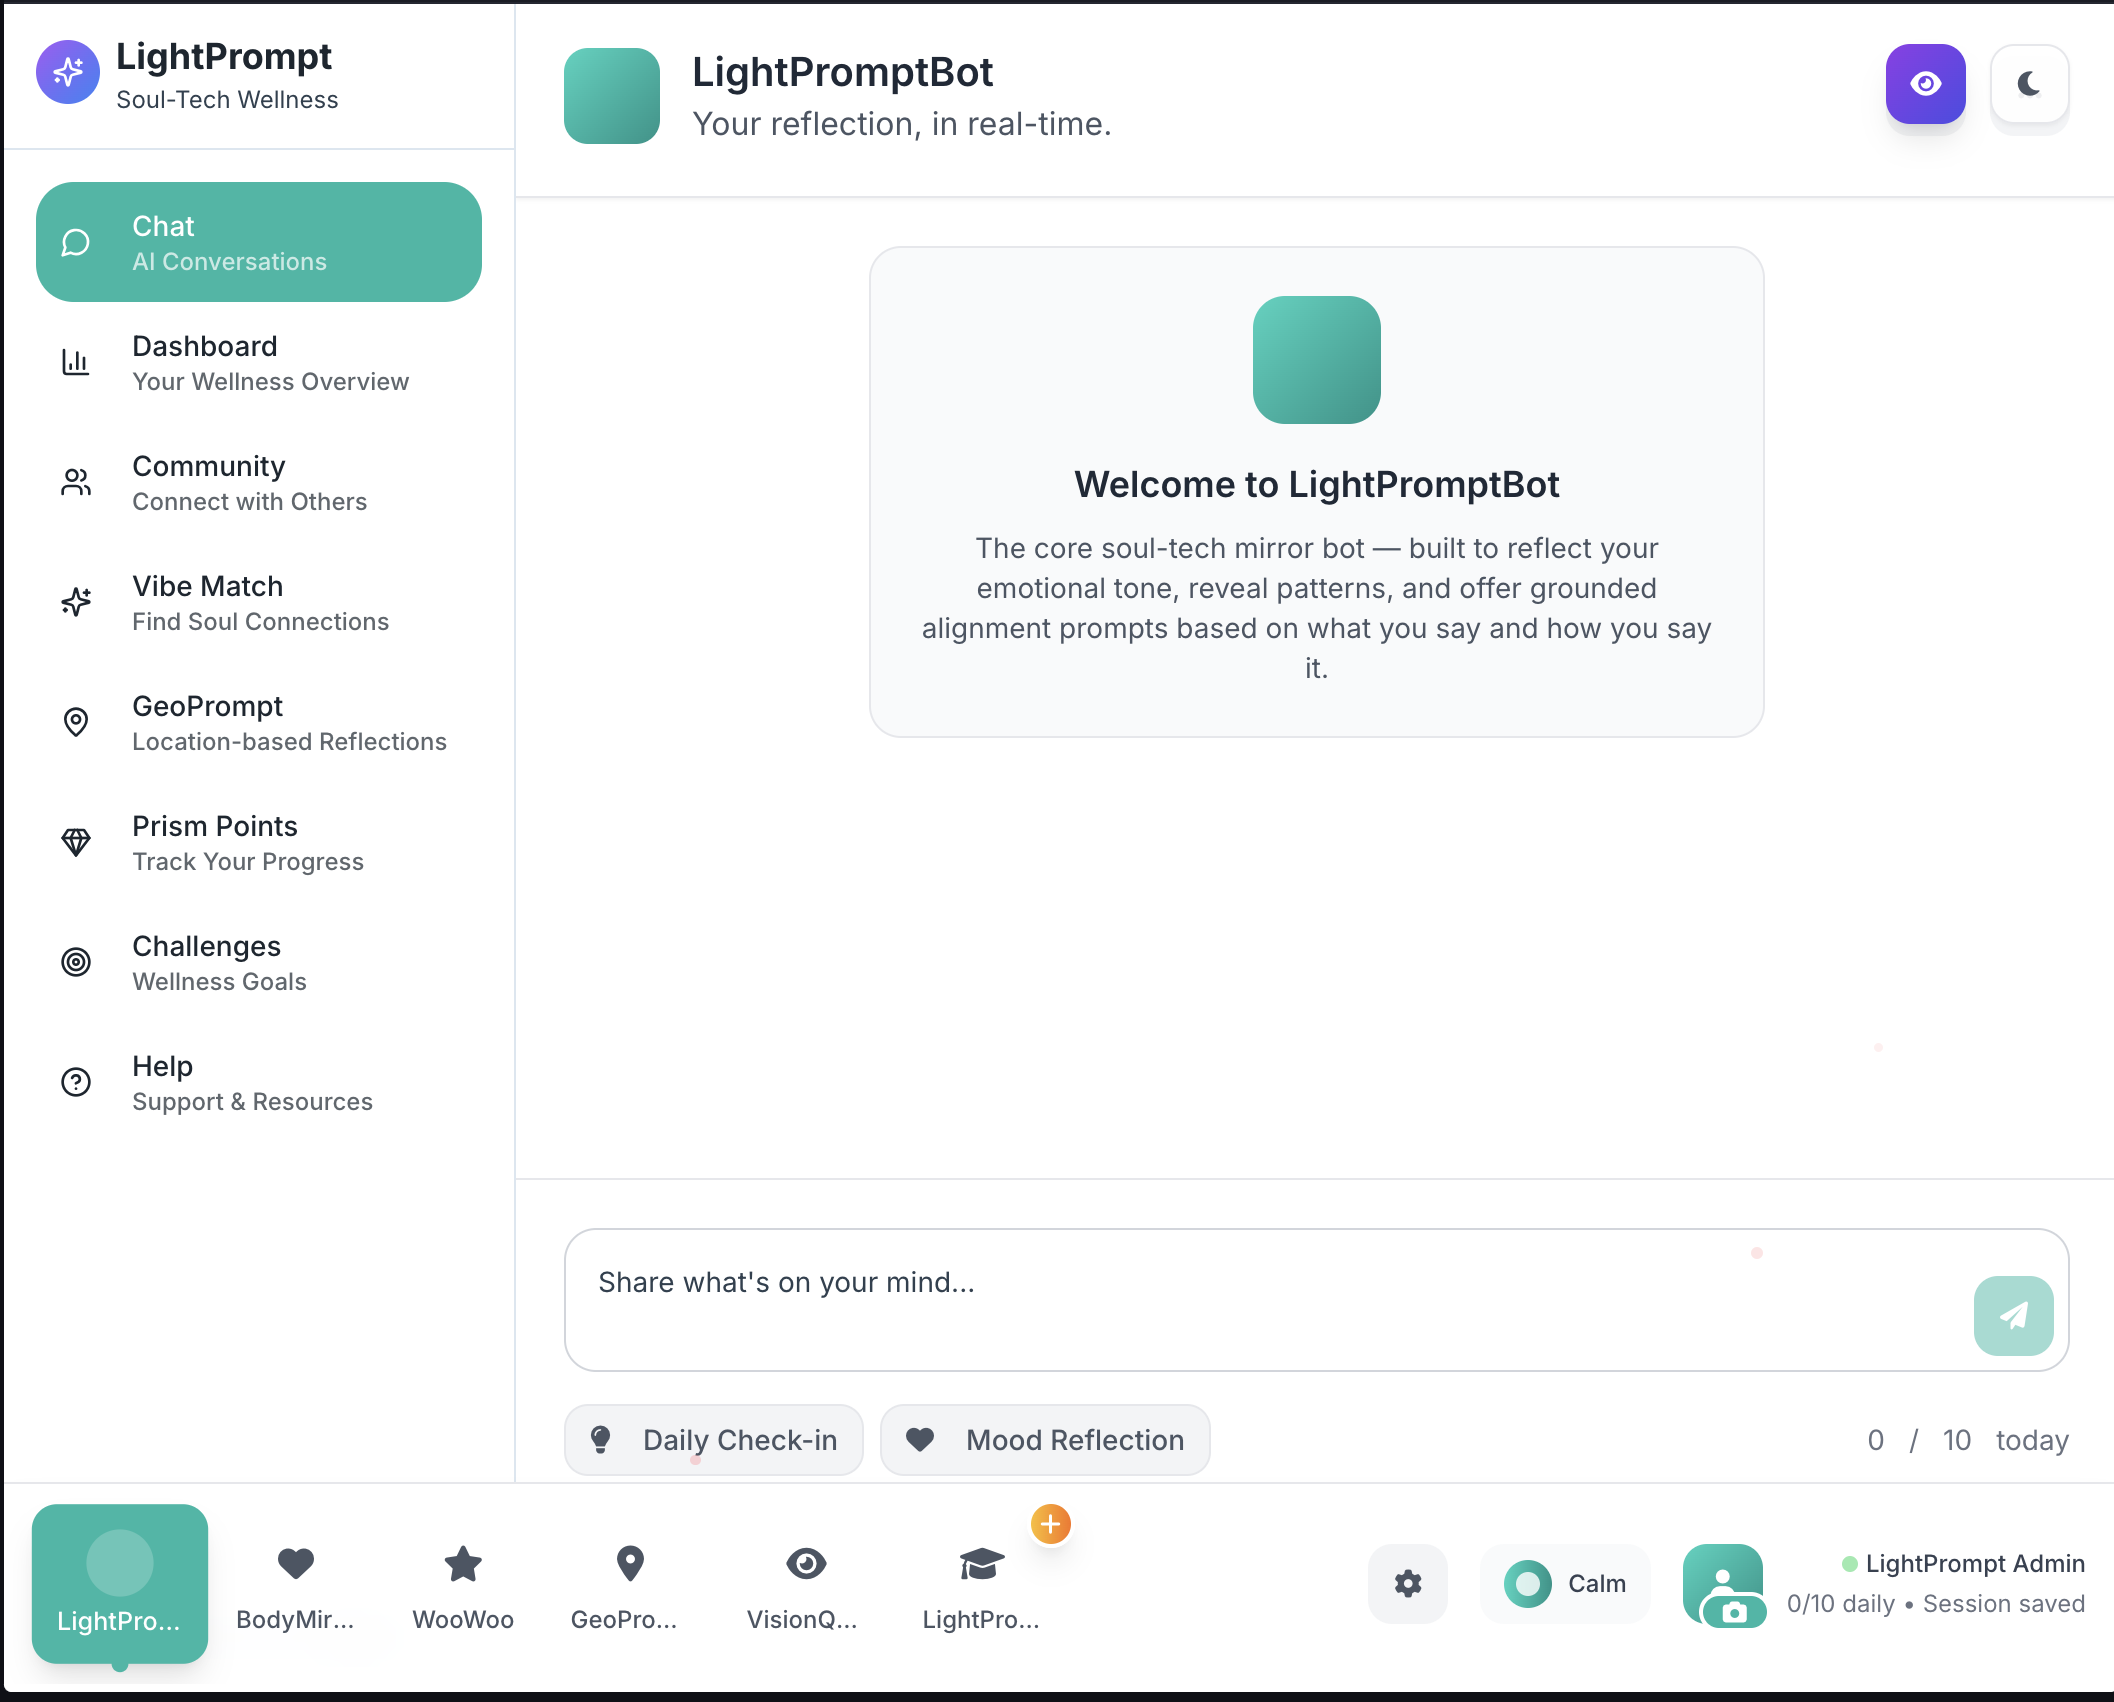 LightPrompt
Soul-Tech Wellness
LightPromptBot
Your reflection, in real-time.
Chat
AI Conversations
Dashboard
Your Wellness Overview
Community
Connect with Others
Vibe Match
Find Soul Connections
GeoPrompt
Location-based Reflections
Prism Points
Track Your Progress
Challenges
Wellness Goals
Help
Support & Resources
Welcome to LightPromptBot
The core soul-tech mirror bot — built to reflect your
emotional tone, reveal patterns, and offer grounded
alignment prompts based on what you say and how you say
it.
Share what's on your mind...
Daily Check-in
Mood Reflection
0 / 10 today
LightPro...
BodyMir...
WooWoo
GeoPro...
VisionQ...
LightPro...
Calm
LightPrompt Admin
0/10 daily • Session saved